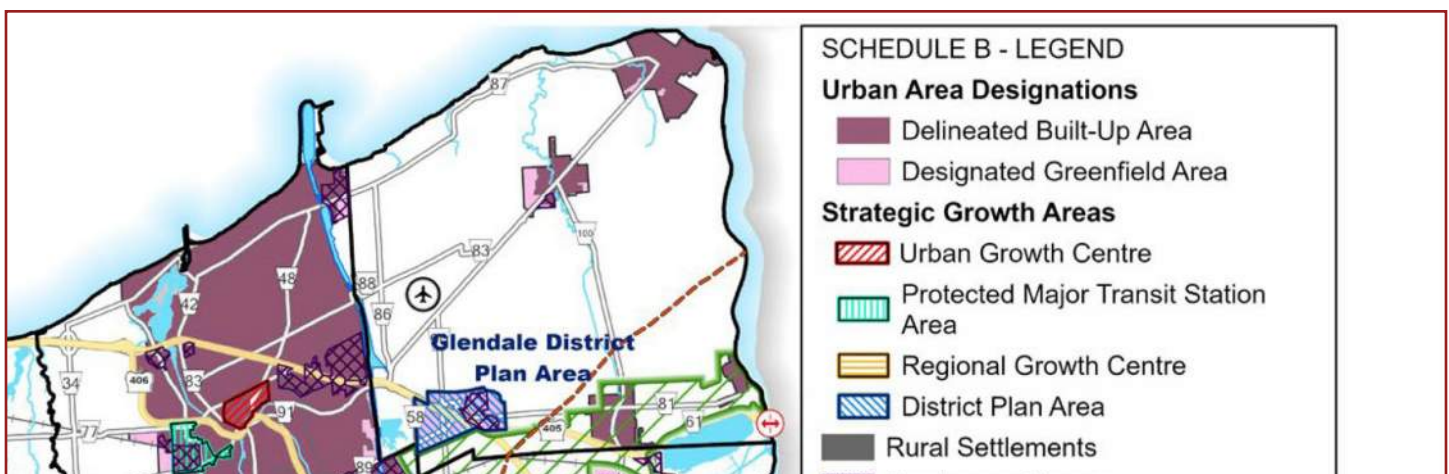 87
100
83
48
88
42
86
Glendale District
Plan Area
34
406
83
91
58
81
61
405
77
89
SCHEDULE B - LEGEND
Urban Area Designations
Delineated Built-Up Area
Designated Greenfield Area
Strategic Growth Areas
Urban Growth Centre
Protected Major Transit Station
Area
Regional Growth Centre
District Plan Area
Rural Settlements